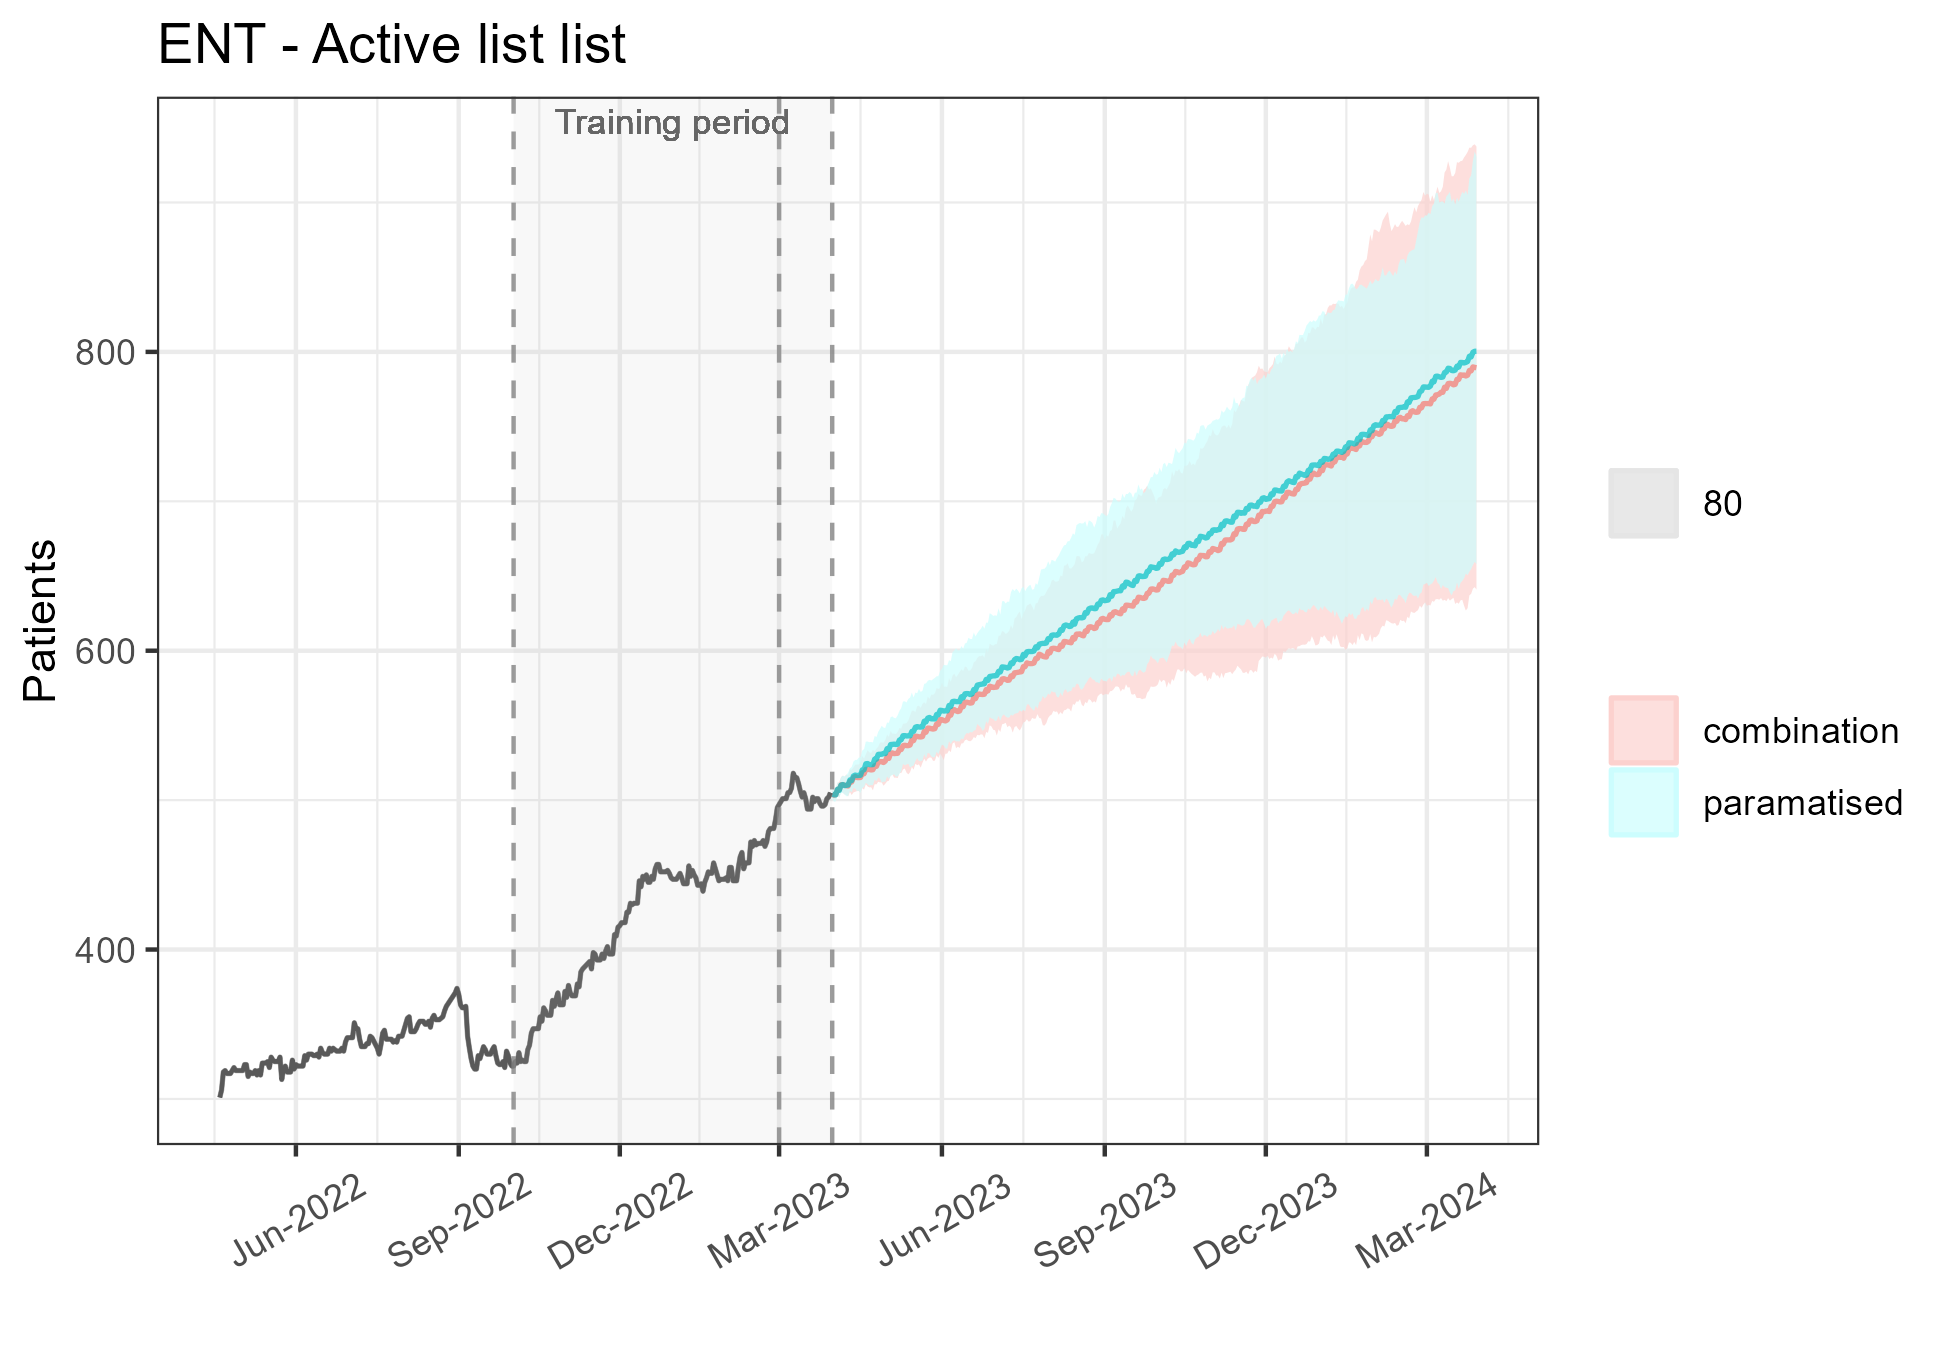 ENT - Active list list
Training period
Patients
800
600
400
Jun-2022
Sep-2022
Dec-2022
Mar-2023
Jun-2023
Sep-2023
Dec-2023
Mar-2024
80
combination
paramatised